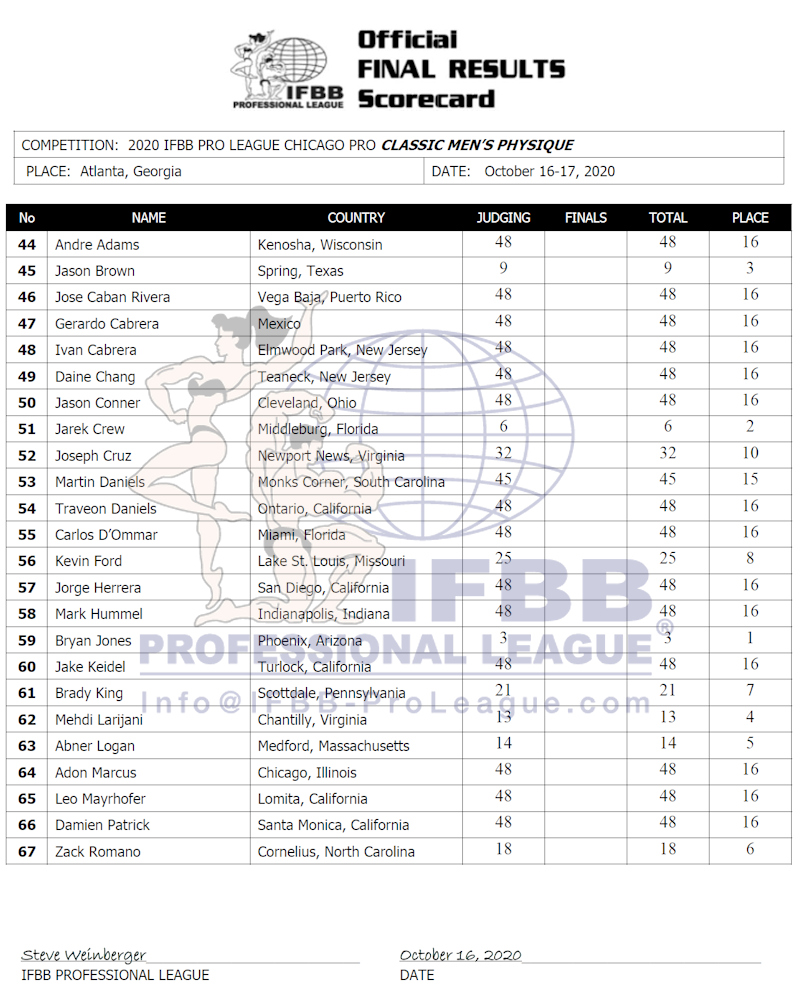 IFBB
PROFESSIONAL LEAGUE
Official
FINAL RESULTS
Scorecard
COMPETITION: 2020 IFBB PRO LEAGUE CHICAGO PRO CLASSIC MEN'S PHYSIQUE
PLACE: Atlanta, Georgia DATE: October 16-17, 2020
No NAME COUNTRY JUDGING FINALS TOTAL PLACE
44 Andre Adams Kenosha, Wisconsin 48 48 16
45 Jason Brown Spring, Texas 9 9 3
46 Jose Caban Rivera Vega Baja, Puerto Rico 48 48 16
47 Gerardo Cabrera Mexico 48 48 16
48 Ivan Cabrera Elmwood Park, New Jersey 48 48 16
49 Daine Chang Teaneck, New Jersey 48 48 16
50 Jason Conner Cleveland, Ohio 48 48 16
51 Jarek Crew Middleburg, Florida 6 6 2
52 Joseph Cruz Newport News, Virginia 32 32 10
53 Martin Daniels Monks Corner, South Carolina 45 45 15
54 Traveon Daniels Ontario, California 48 48 16
55 Carlos D'Ommar Miami, Florida 48 48 16
56 Kevin Ford Lake St. Louis, Missouri 25 25 8
57 Jorge Herrera San Diego, California 48 48 16
58 Mark Hummel Indianapolis, Indiana 48 48 16
59 Bryan Jones Phoenix, Arizona 3 3 1
60 Jake Keidel Turlock, California 48 48 16
61 Brady King Scottdale, Pennsylvania 21 21 7
62 Mehdi Larijani Chantilly, Virginia 13 13 4
63 Abner Logan Medford, Massachusetts 14 14 5
64 Adon Marcus Chicago, Illinois 48 48 16
65 Leo Mayrhofer Lomita, California 48 48 16
66 Damien Patrick Santa Monica, California 48 48 16
67 Zack Romano Cornelius, North Carolina 18 18 6
IFBB®
PROFESSIONAL LEAGUE
Info@IFBB-ProLeague.com
Steve Weinberger October 16, 2020
IFBB PROFESSIONAL LEAGUE DATE